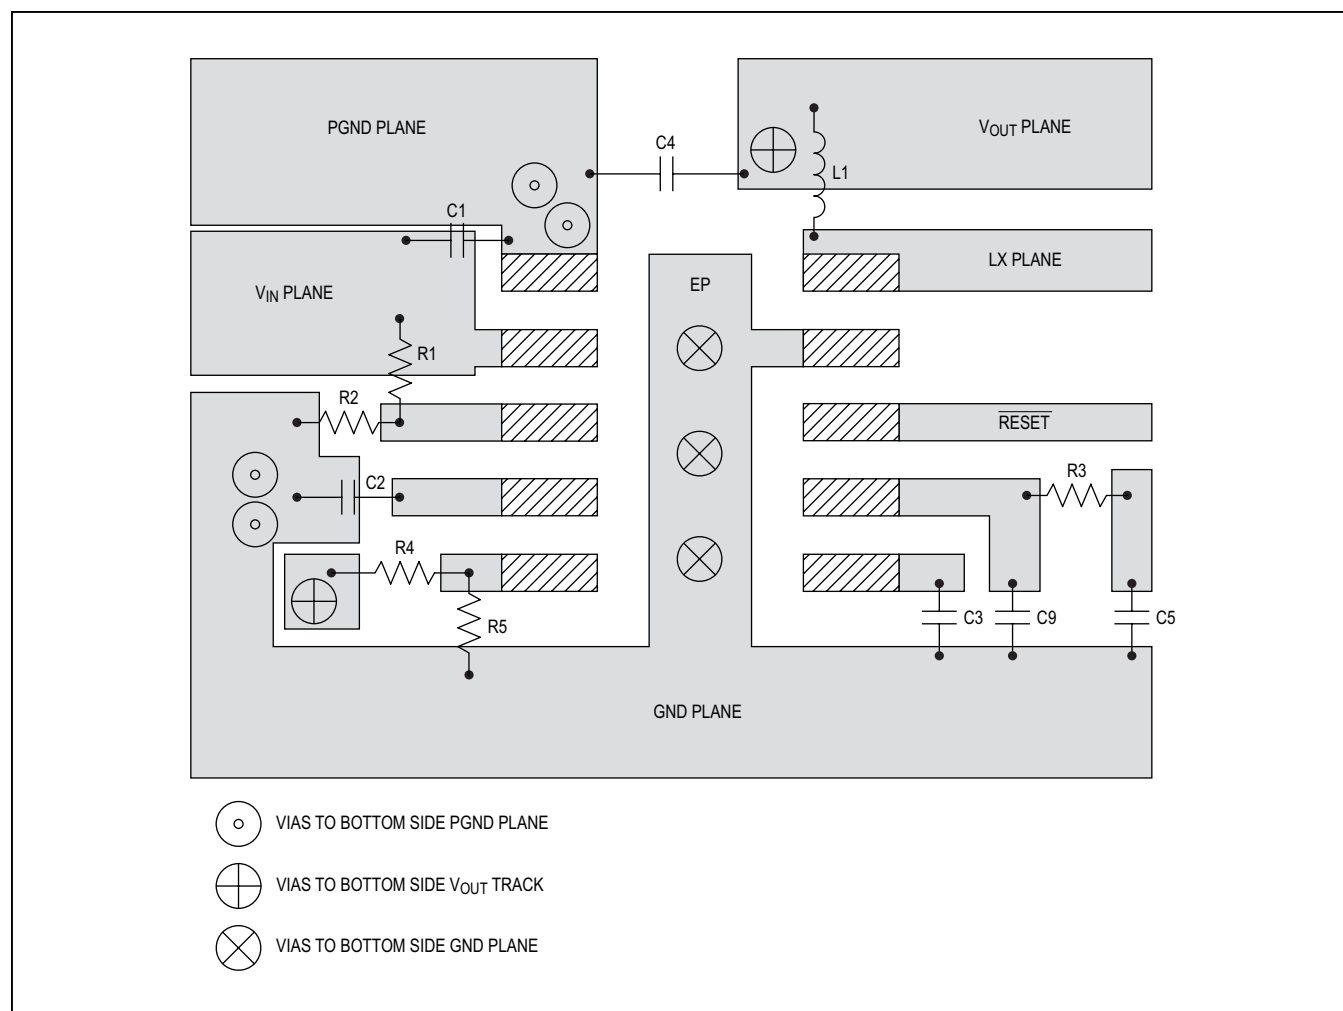 PGND PLANE
VOUT PLANE
C4
L1
C1
LX PLANE
EP
VIN PLANE
R1
R2
RESET
R3
C2
R4
R5
C3
C9
C5
GND PLANE
VIAS TO BOTTOM SIDE PGND PLANE
VIAS TO BOTTOM SIDE VOUT TRACK
VIAS TO BOTTOM SIDE GND PLANE